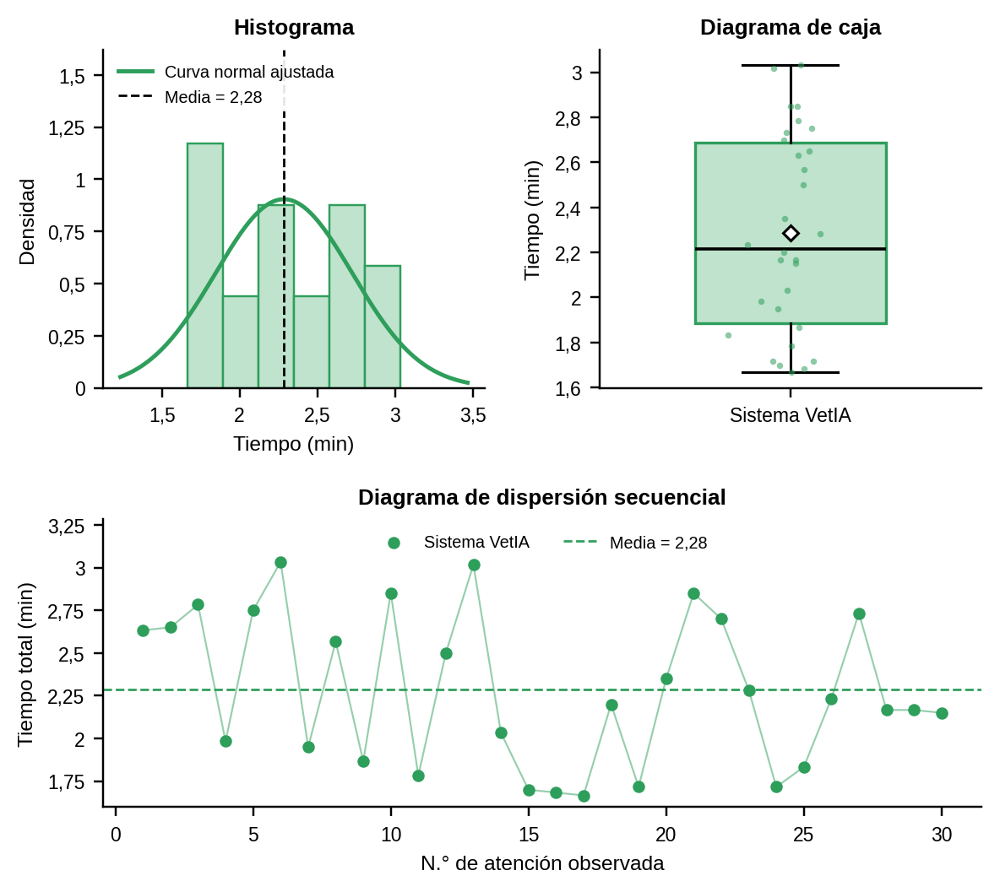 Histograma
Curva normal ajustada
Media = 2,28
Densidad
1,5
1,25
1
0,75
0,5
0,25
0
1,5
2
2,5
3
3,5
Tiempo (min)
Diagrama de caja
Tiempo (min)
3
2,8
2,6
2,4
2,2
2
1,8
1,6
Sistema VetIA
Diagrama de dispersión secuencial
Sistema VetIA
Media = 2,28
Tiempo total (min)
3,25
3
2,75
2,5
2,25
2
1,75
0
5
10
15
20
25
30
N.° de atención observada